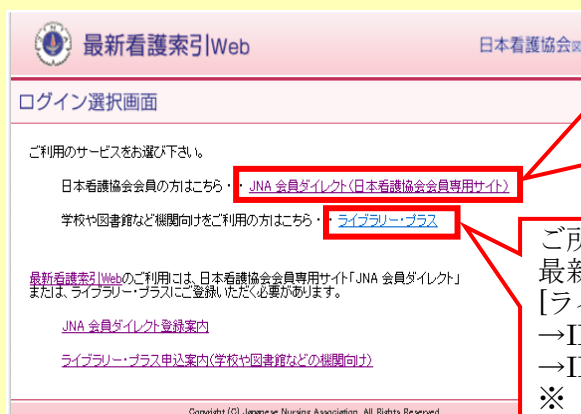 最新看護索引Web
日本看護協会
ログイン選択画面
ご利用のサービスをお選び下さい。
日本看護協会会員の方はこちら・・ JNA 会員ダイレクト(日本看護協会会員専用サイト)
学校や図書館など機関向けをご利用の方はこちら・・ ライブラリー・プラス
最新看護索引Webのご利用には、日本看護協会会員専用サイト「JNA 会員ダイレクト」
または、ライブラリー・プラスにご登録いただく必要があります。
JNA 会員ダイレクト登録案内
ライブラリー・プラス申込案内(学校や図書館などの機関向け)
Copyright (C) Japanese Nursing Association. All Rights Reserved.
ご所
最新
[ライ
→I
→I
※